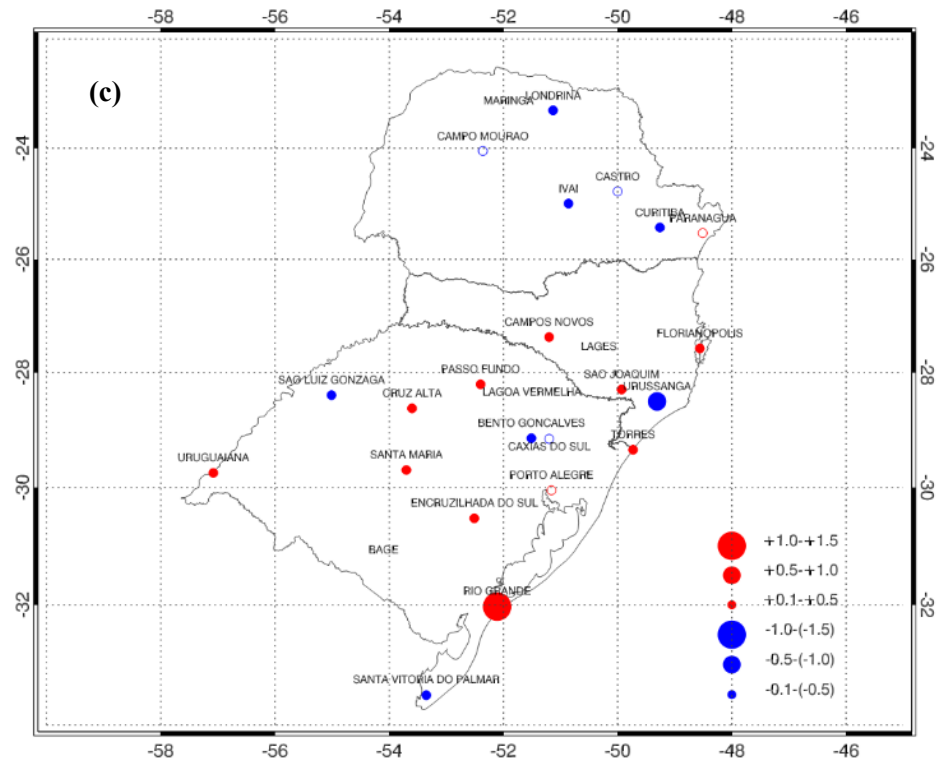 -58 -56 -54 -52 -50 -48 -46
(c)
LONDRINA
MARINGA
-24 -24
CAMPO MOURAO
CASTRO
IVAI
CURITIBA
PARANAGUA
-26 -26
CAMPOS NOVOS
FLORIANOPOLIS
LAGES
-28 -28
PASSO FUNDO
SAO JOAQUIM
SAO LUIZ GONZAGA
URUSSANGA
CRUZ ALTA
LAGOA VERMELHA
BENTO GONCALVES
TORRES
CAXIAS DO SUL
SANTA MARIA
URUGUAIANA
PORTO ALEGRE
-30 -30
ENCRUZILHADA DO SUL
BAGE
+1.0-+1.5
+0.5-+1.0
RIO GRANDE
-32 -32
+0.1-+0.5
-1.0-(-1.5)
-0.5-(-1.0)
SANTA VITORIA DO PALMAR
-0.1-(-0.5)
-58 -56 -54 -52 -50 -48 -46